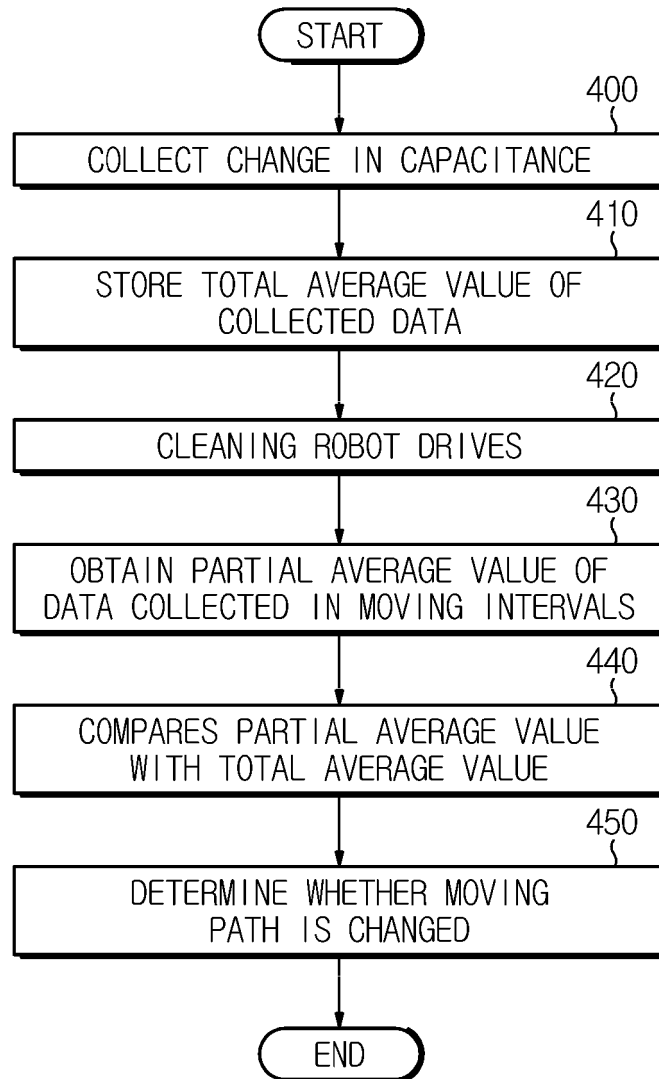 START
400
COLLECT CHANGE IN CAPACITANCE
410
STORE TOTAL AVERAGE VALUE OF
COLLECTED DATA
420
CLEANING ROBOT DRIVES
430
OBTAIN PARTIAL AVERAGE VALUE OF
DATA COLLECTED IN MOVING INTERVALS
440
COMPARES PARTIAL AVERAGE VALUE
WITH TOTAL AVERAGE VALUE
450
DETERMINE WHETHER MOVING
PATH IS CHANGED
END